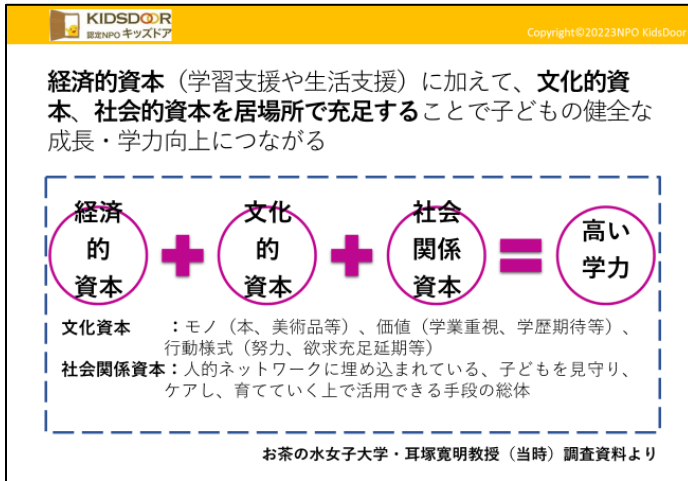 KIDSDOOR
認定NPO キッズドア
Copyright©20223NPO KidsDoor
経済的資本（学習支援や生活支援）に加えて、文化的資
本、社会的資本を居場所で充足することで子どもの健全な
成長・学力向上につながる
経済
的
資本
文化
的
資本
社会
関係
資本
高い
学力
文化資本　　：モノ（本、美術品等）、価値（学業重視、学歴期待等）、
行動様式（努力、欲求充足延期等）
社会関係資本：人的ネットワークに埋め込まれている、子どもを見守り、
ケアし、育てていく上で活用できる手段の総体
お茶の水女子大学・耳塚寛明教授（当時）調査資料より